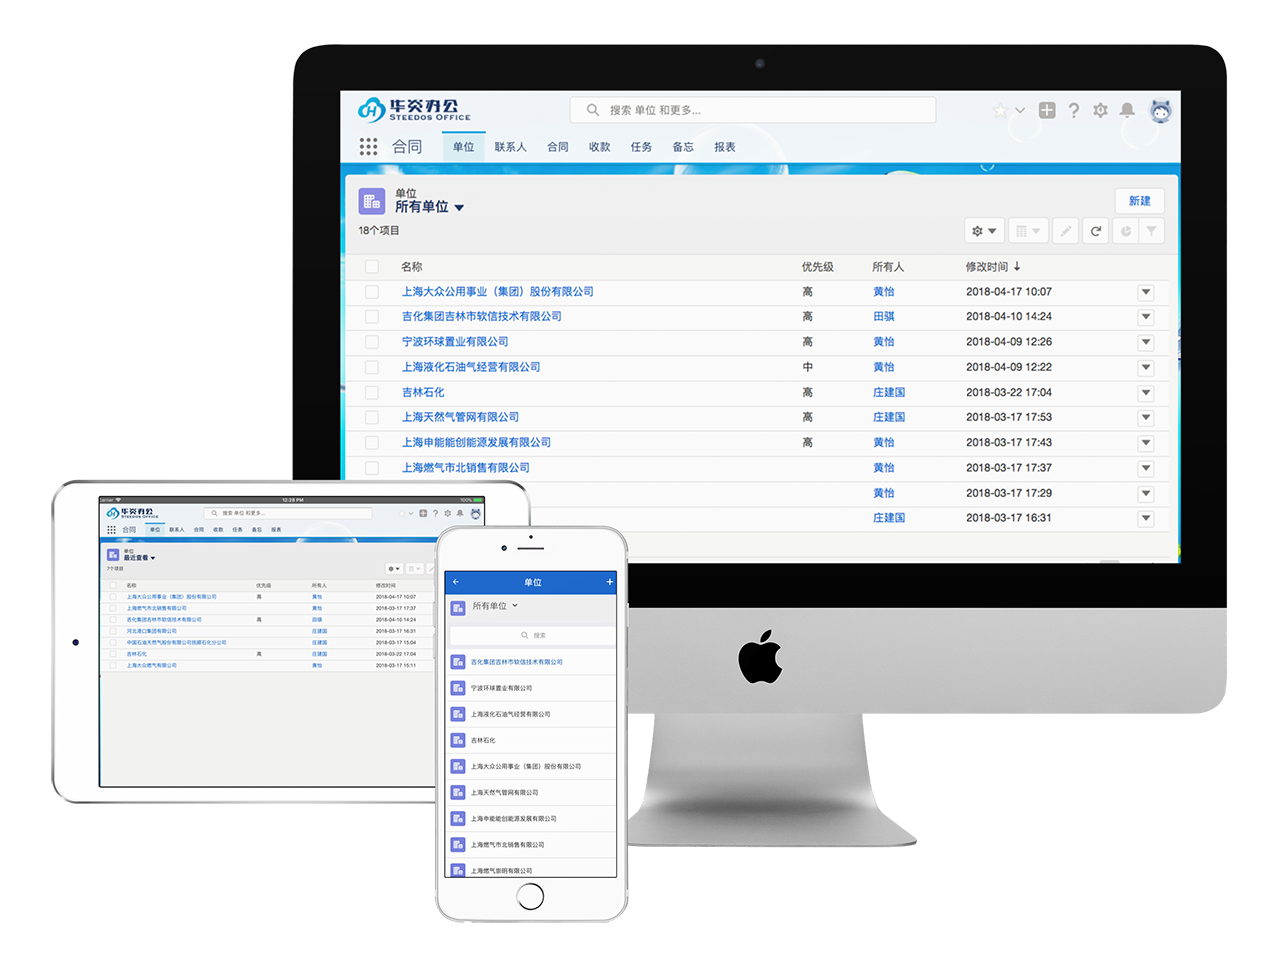 华炎办公
STEEDOS OFFICE
搜索 单位 和更多...
合同 单位 联系人 合同 收款 任务 备忘 报表
单位
所有单位
新建
18个项目
名称 优先级 所有人 修改时间
上海大众公用事业（集团）股份有限公司 高 黄怡 2018-04-17 10:07
吉化集团吉林市软信技术有限公司 高 田骐 2018-04-10 14:24
宁波环球置业有限公司 高 黄怡 2018-04-09 12:26
上海液化石油气经营有限公司 中 黄怡 2018-04-09 12:22
吉林石化 高 庄建国 2018-03-22 17:04
上海天然气管网有限公司 高 庄建国 2018-03-17 17:53
上海申能能创能源发展有限公司 高 黄怡 2018-03-17 17:43
上海燃气市北销售有限公司 黄怡 2018-03-17 17:37
黄怡 2018-03-17 17:29
庄建国 2018-03-17 16:31
12:28 PM 100%
华炎办公
STEEDOS OFFICE
搜索 单位 和更多...
合同 单位 联系人 合同 收款 任务 备忘 报表
单位
最近查看
7个项目
名称 优先级 所有人 修改时间
上海大众公用事业（集团）股份有限公司 高 黄怡 2018-04-17 10:07
上海燃气市北销售有限公司 黄怡 2018-03-17 17:37
吉化集团吉林市软信技术有限公司 高 田骐 2018-04-10 14:24
河北港口集团有限公司 庄建国 2018-03-17 16:31
中国石油天然气股份有限公司抚顺石化分公司 庄建国 2018-03-17 15:04
吉林石化 高 庄建国 2018-03-22 17:04
上海大众燃气有限公司 黄怡 2018-03-17 15:11
单位
所有单位
搜索
吉化集团吉林市软信技术有限公司
宁波环球置业有限公司
上海液化石油气经营有限公司
吉林石化
上海大众公用事业（集团）股份有限公司
上海天然气管网有限公司
上海申能能创能源发展有限公司
上海燃气市北销售有限公司
上海燃气崇明有限公司